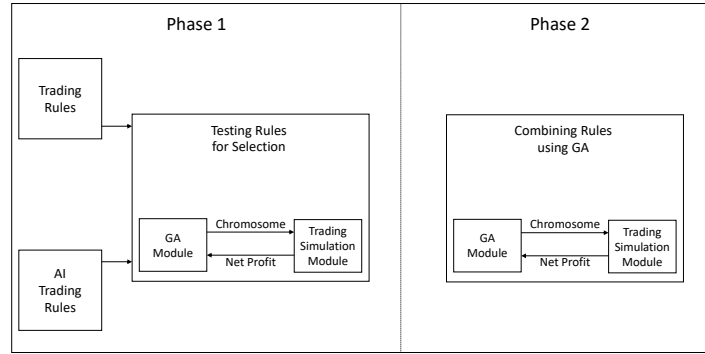 Phase 1
Phase 2
Trading
Rules
Testing Rules
for Selection
GA
Module
Chromosome
Net Profit
Trading
Simulation
Module
AI
Trading
Rules
Combining Rules
using GA
GA
Module
Chromosome
Net Profit
Trading
Simulation
Module